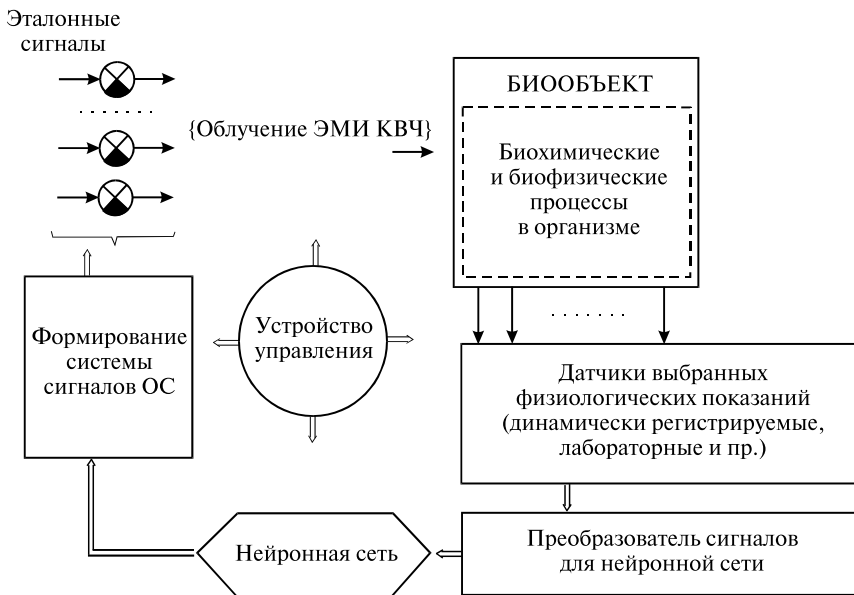 Эталонные
сигналы
{Облучение ЭМИ КВЧ}
БИООБЪЕКТ
Биохимические
и биофизические
процессы
в организме
Формирование
системы
сигналов ОС
Устройство
управления
Датчики выбранных
физиологических показаний
(динамически регистрируемые,
лабораторные и пр.)
Нейронная сеть
Преобразователь сигналов
для нейронной сети